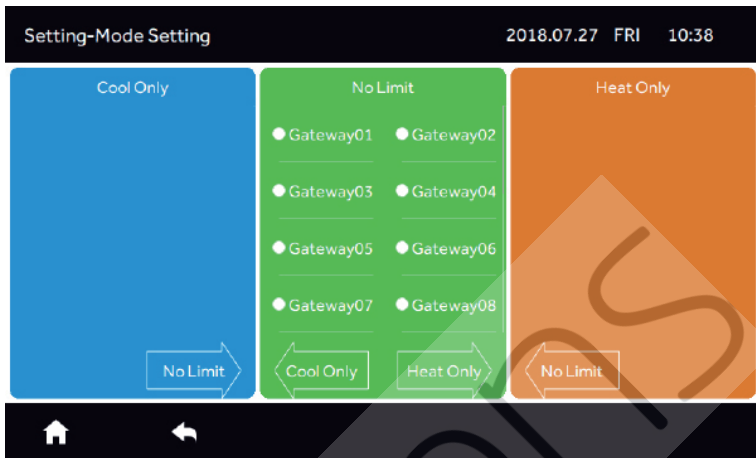 Setting-Mode Setting 2018.07.27 FRI 10:38
Cool Only No Limit Heat Only
Gateway01 Gateway02
Gateway03 Gateway04
Gateway05 Gateway06
Gateway07 Gateway08
No Limit Cool Only Heat Only No Limit